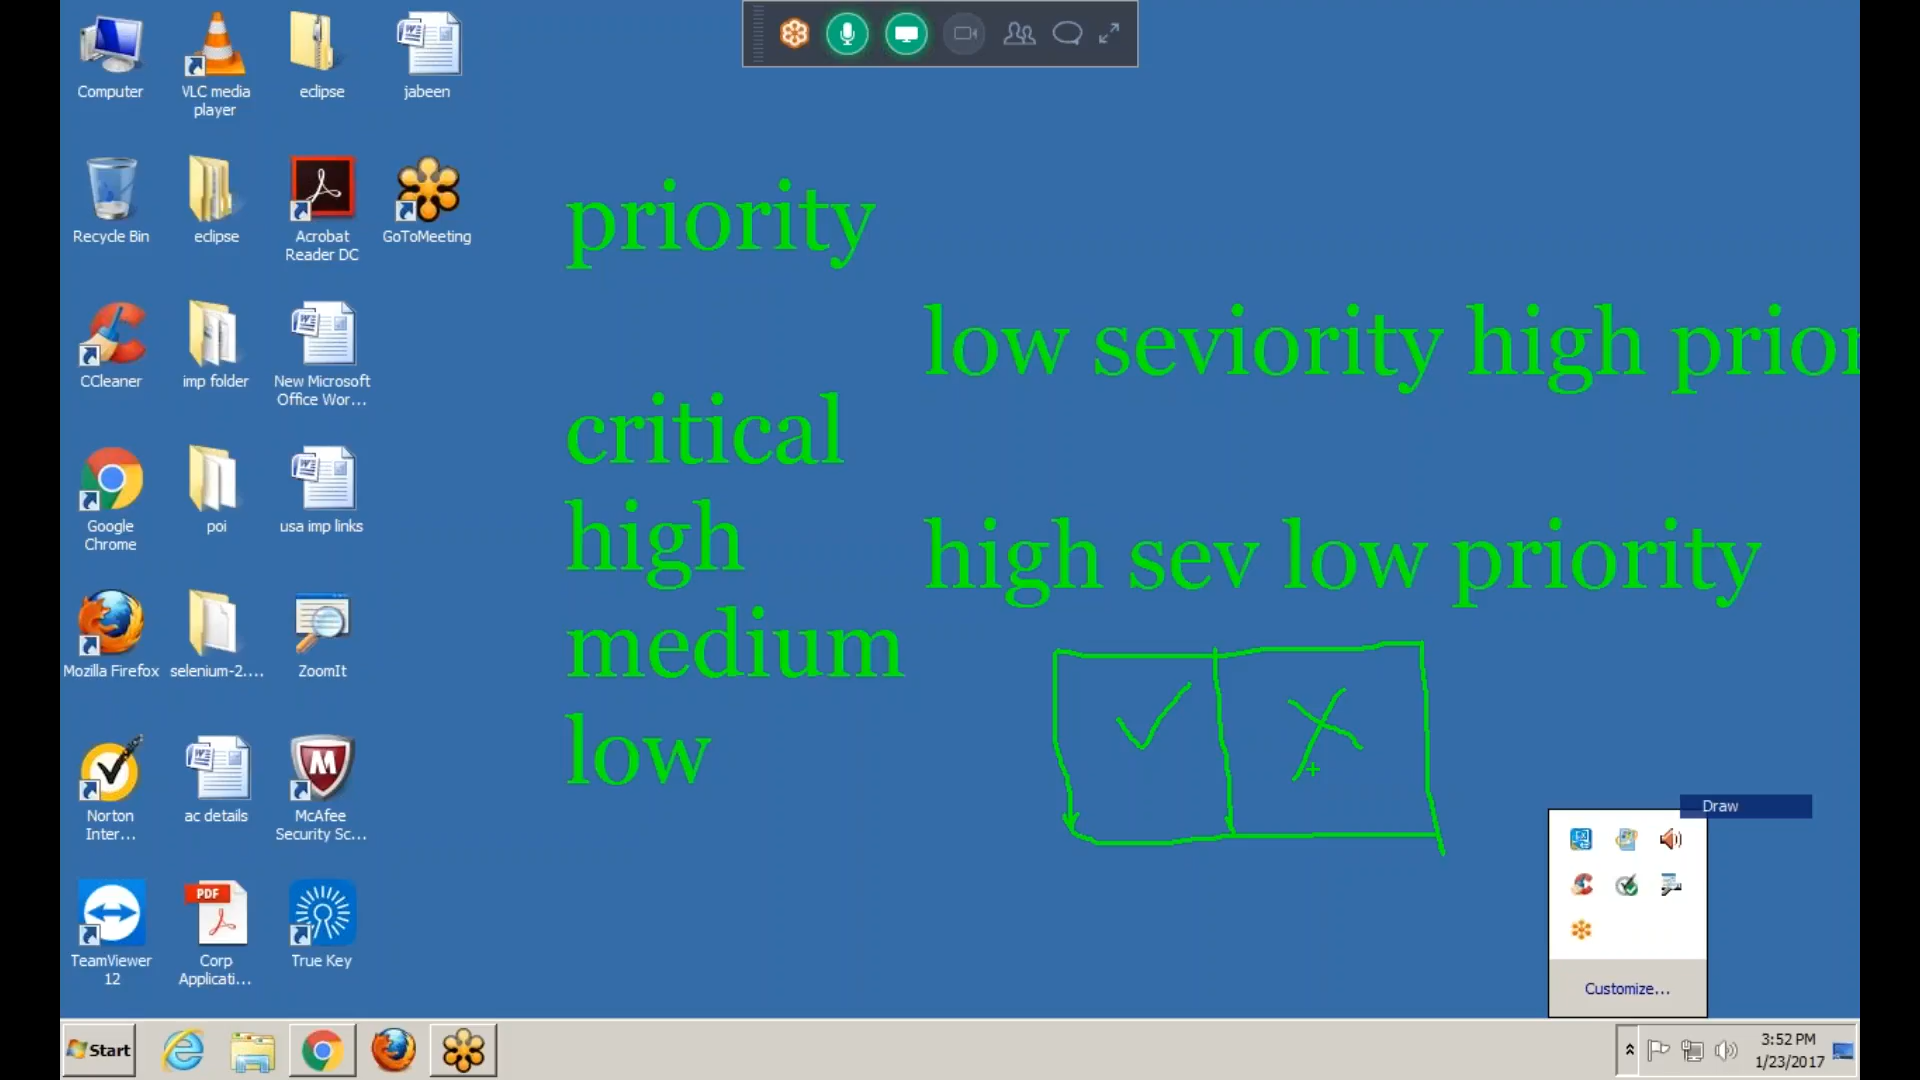 Computer
VLC media
player
eclipse
jabeen
Recycle Bin
eclipse
Acrobat
Reader DC
GoToMeeting
CCleaner
imp folder
New Microsoft
Office Wor...
Google
Chrome
poi
usa imp links
Mozilla Firefox
selenium-2....
ZoomIt
Norton
Inter...
ac details
McAfee
Security Sc...
TeamViewer
12
PDF
Corp
Applicati...
True Key
priority
low seviority high prior
critical
high
high sev low priority
medium
low
Draw
Customize...
Start
3:52 PM
1/23/2017